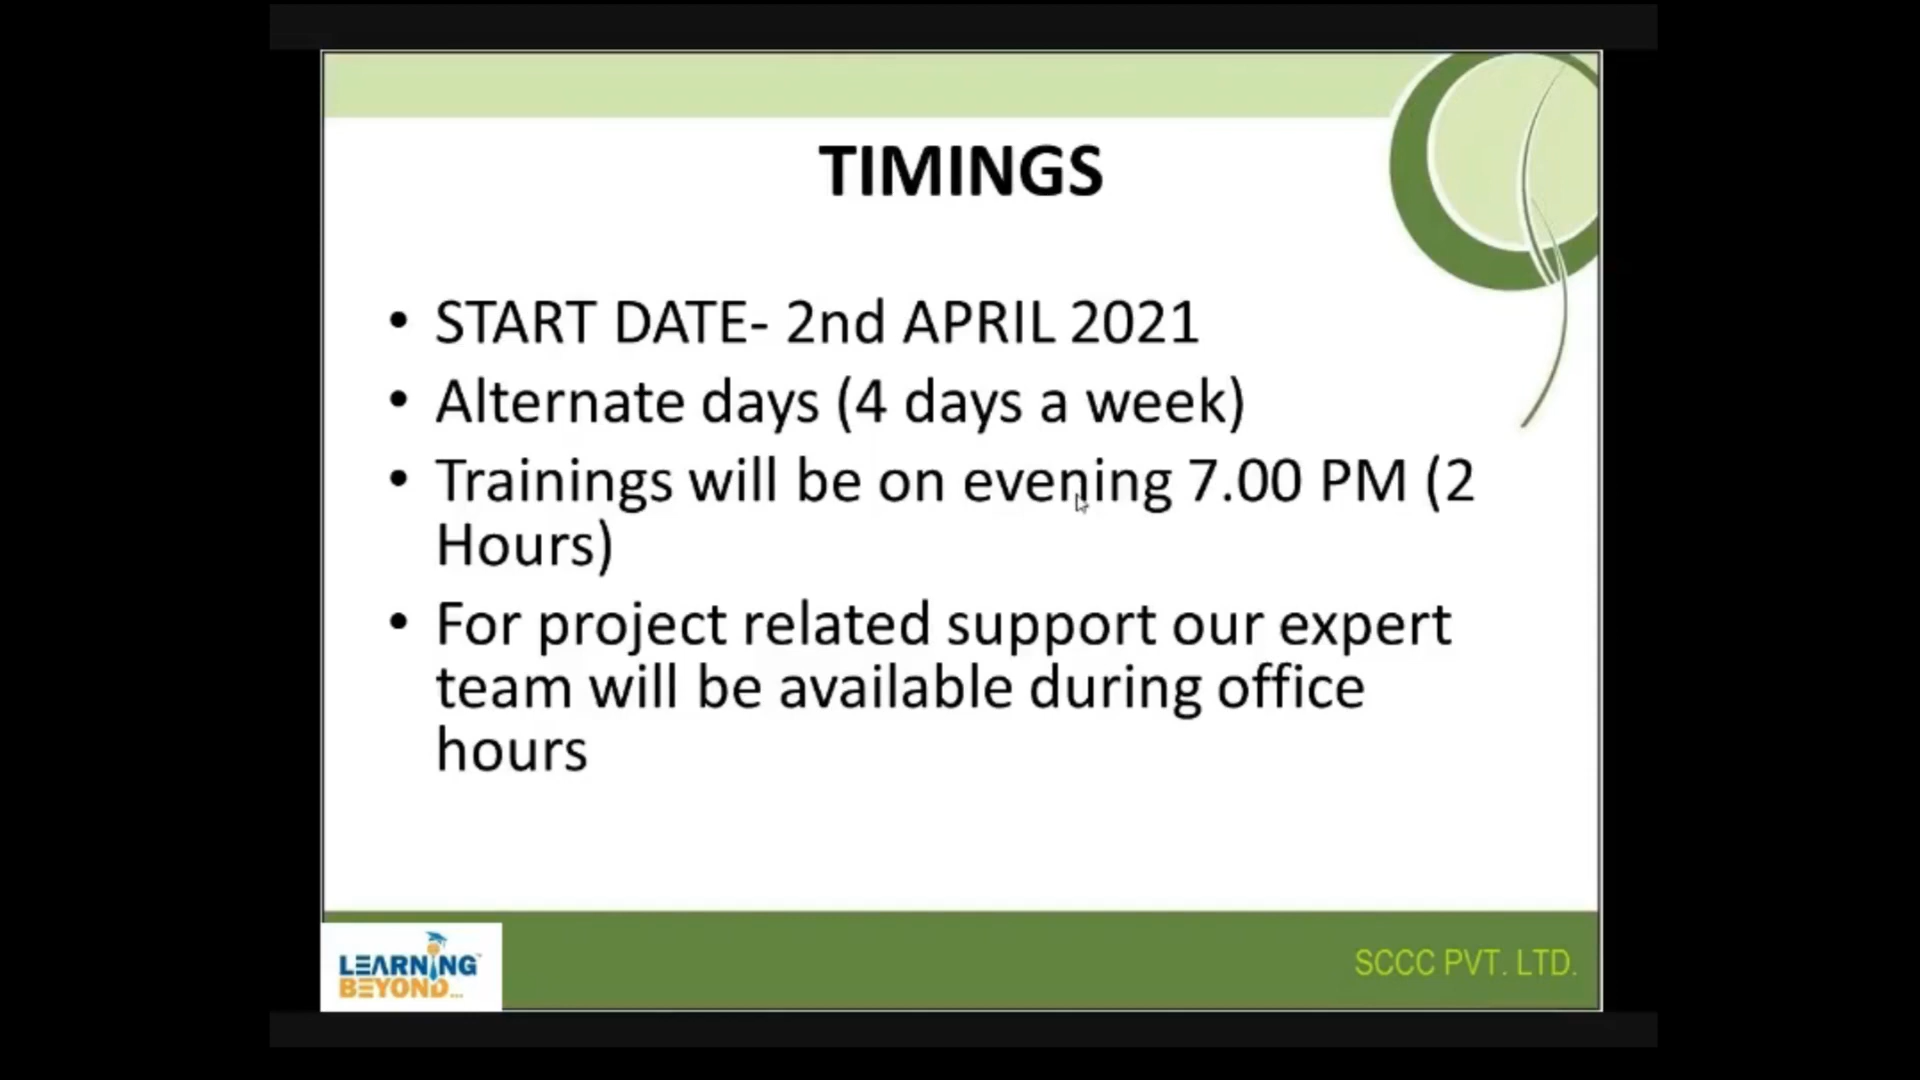 TIMINGS
• START DATE- 2nd APRIL 2021
• Alternate days (4 days a week)
• Trainings will be on evening 7.00 PM (2
Hours)
• For project related support our expert
team will be available during office
hours
LEARNING
BEYOND...
SCCC PVT. LTD.